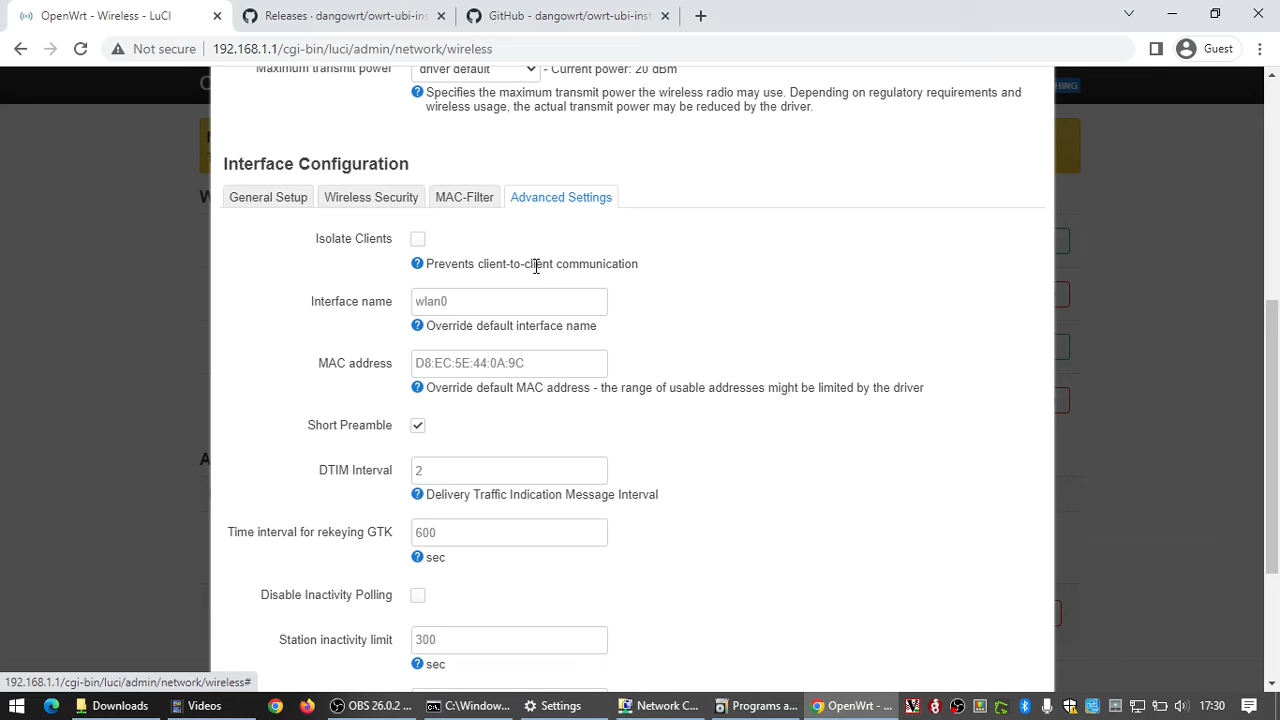 OpenWrt - Wireless - LuCI
Releases · dangowrt/owrt-ubi-ins
GitHub - dangowrt/owrt-ubi-inst
Not secure
192.168.1.1/cgi-bin/luci/admin/network/wireless
Guest
Maximum transmit power
driver default
- Current power: 20 dBm
Specifies the maximum transmit power the wireless radio may use. Depending on regulatory requirements and
wireless usage, the actual transmit power may be reduced by the driver.
Interface Configuration
General Setup
Wireless Security
MAC-Filter
Advanced Settings
Isolate Clients
Prevents client-to-client communication
Interface name
wlan0
Override default interface name
MAC address
D8:EC:5E:44:0A:9C
Override default MAC address - the range of usable addresses might be limited by the driver
Short Preamble
DTIM Interval
2
Delivery Traffic Indication Message Interval
Time interval for rekeying GTK
600
sec
Disable Inactivity Polling
Station inactivity limit
300
sec
192.168.1.1/cgi-bin/luci/admin/network/wireless#
Downloads
Videos
OBS 26.0.2 ...
C:\Window...
Settings
Network C...
Programs a...
OpenWrt - ...
17:30